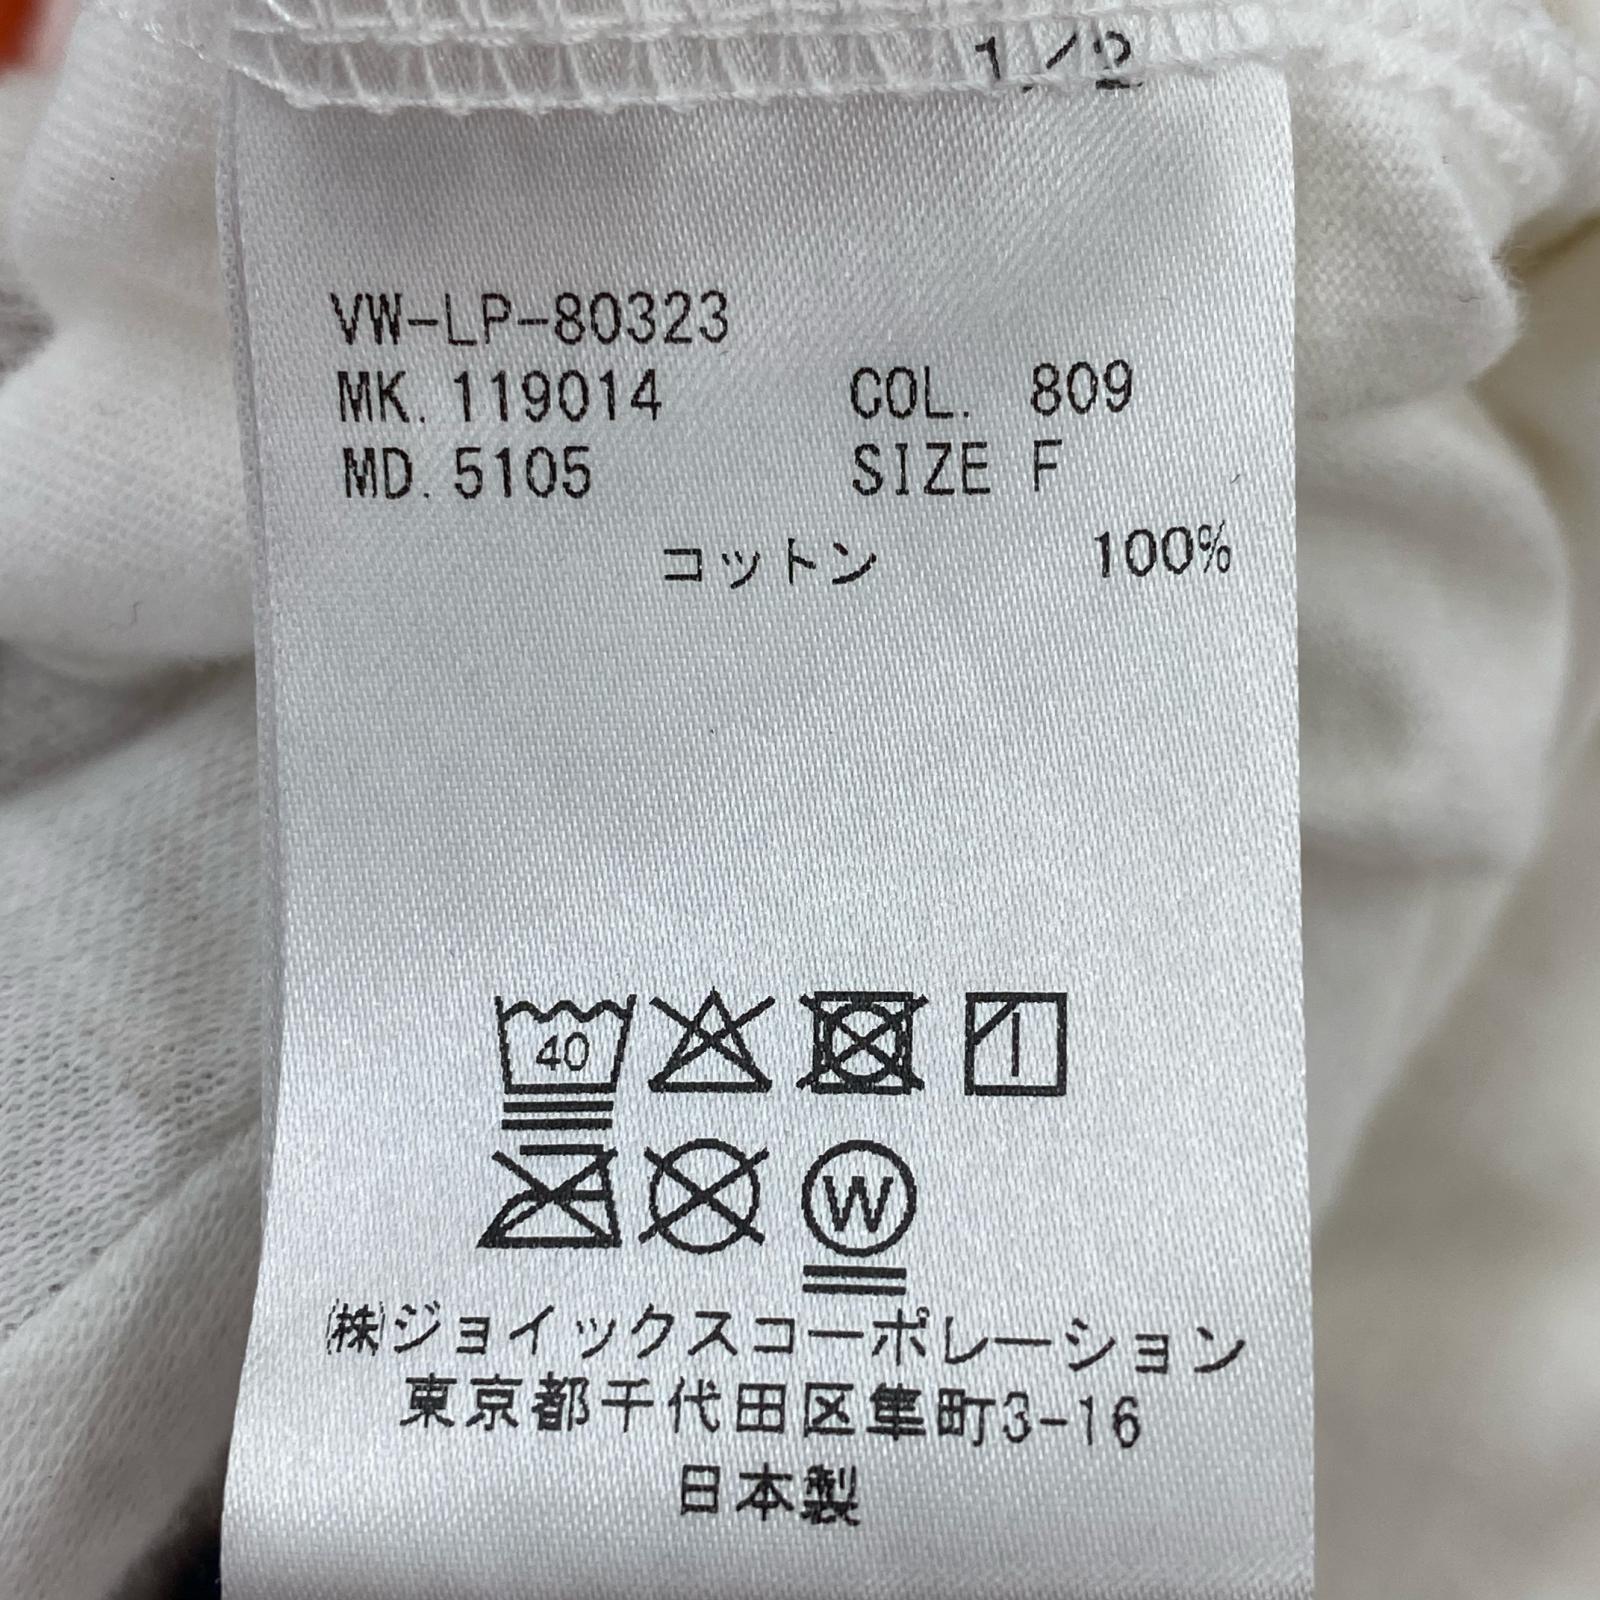 1/2
VW-LP-80323
MK. 119014 COL. 809
MD. 5105 SIZE F
コットン 100%
40
W
㈱ジョイックスコーポレーション
東京都千代田区隼町3-16
日本製